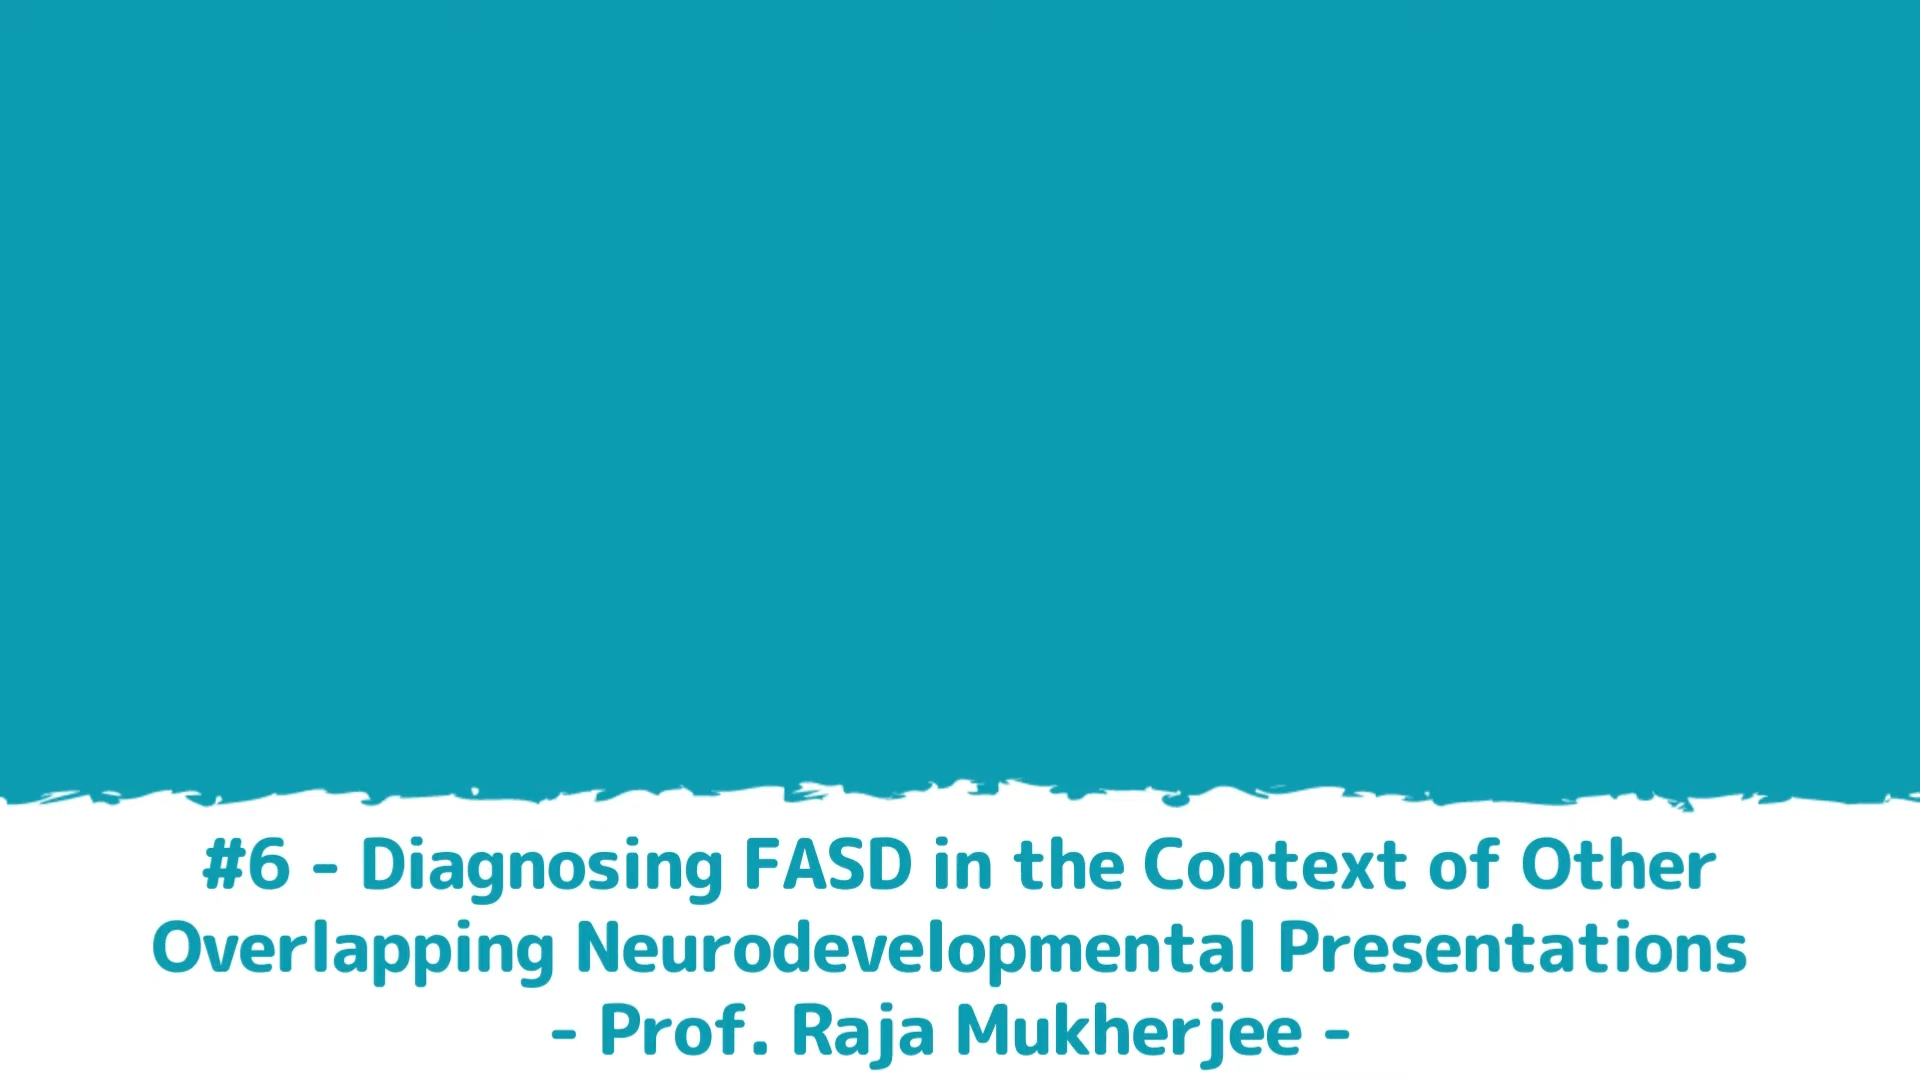 #6 - Diagnosing FASD in the Context of Other
Overlapping Neurodevelopmental Presentations
- Prof. Raja Mukherjee -